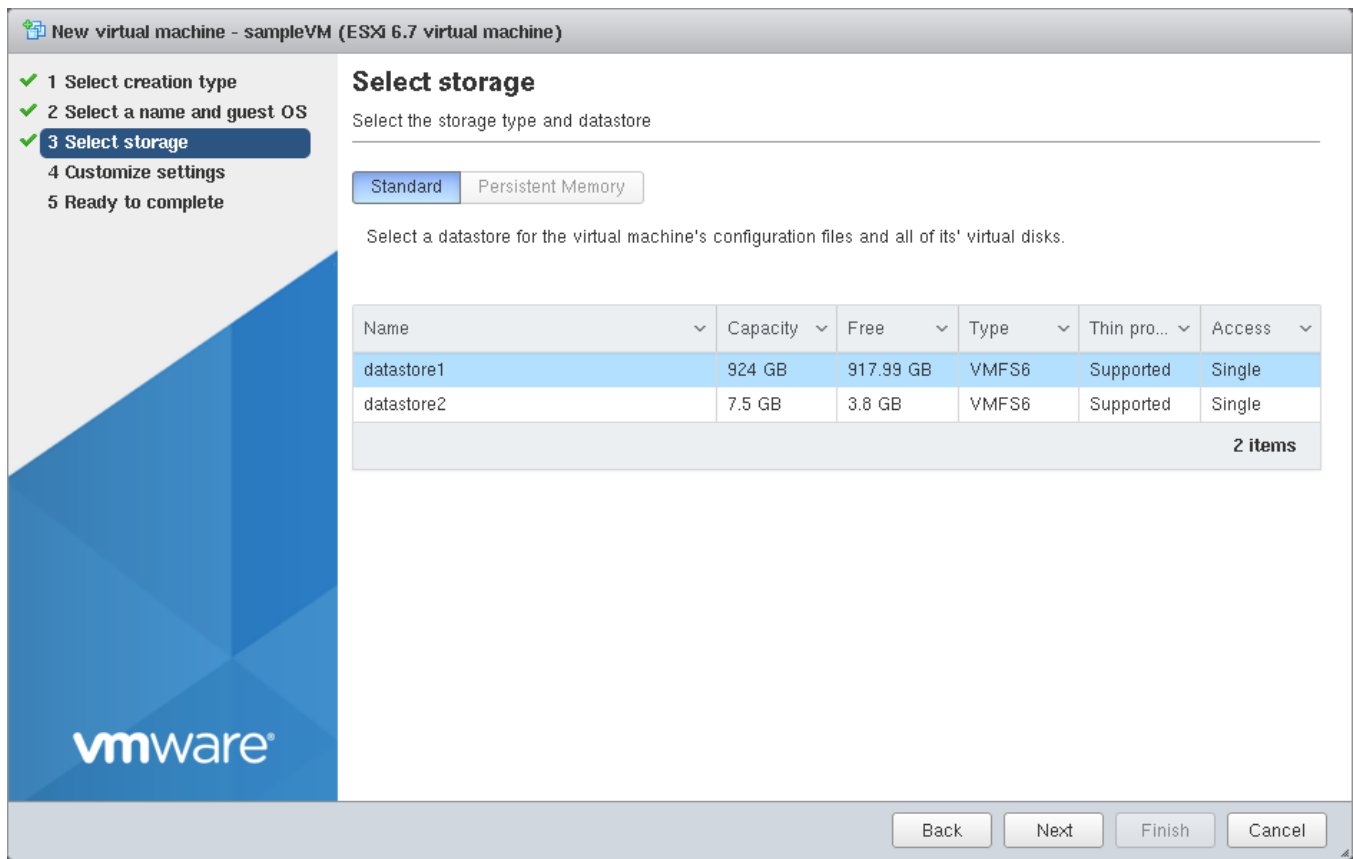 New virtual machine - sampleVM (ESXi 6.7 virtual machine)
1 Select creation type
2 Select a name and guest OS
3 Select storage
4 Customize settings
5 Ready to complete
vmware®
Select storage
Select the storage type and datastore
Standard Persistent Memory
Select a datastore for the virtual machine's configuration files and all of its' virtual disks.
Name Capacity Free Type Thin pro... Access
datastore1 924 GB 917.99 GB VMFS6 Supported Single
datastore2 7.5 GB 3.8 GB VMFS6 Supported Single
2 items
Back Next Finish Cancel